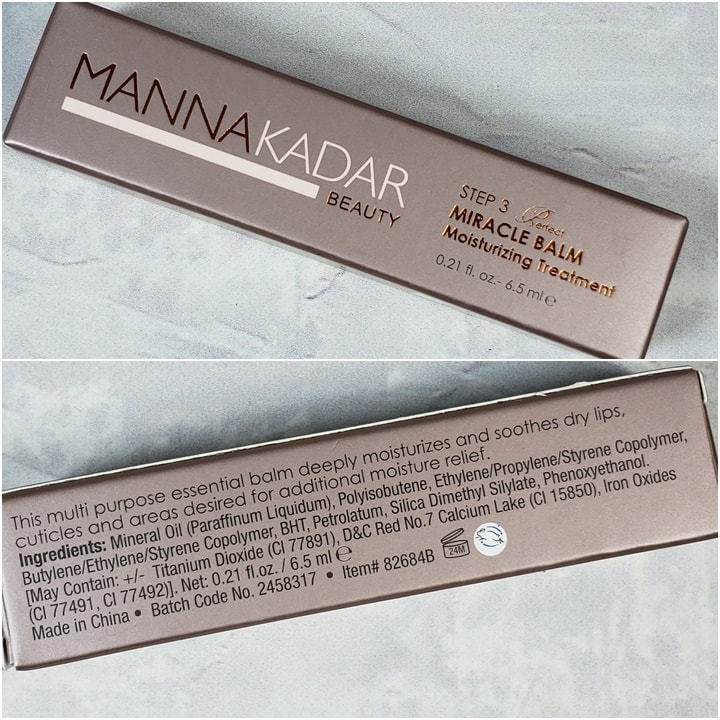 MANNAKADAR
BEAUTY
STEP 3 Perfect
MIRACLE BALM
Moisturizing Treatment
0.21 fl. oz.- 6.5 ml ℮
This multi purpose essential balm deeply moisturizes and soothes dry lips,
cuticles and areas desired for additional moisture relief.
Ingredients: Mineral Oil (Paraffinum Liquidum), Polyisobutene, Ethylene/Propylene/Styrene Copolymer,
Butylene/Ethylene/Styrene Copolymer, BHT, Petrolatum, Silica Dimethyl Silylate, Phenoxyethanol.
[May Contain: +/- Titanium Dioxide (CI 77891), D&C Red No.7 Calcium Lake (CI 15850), Iron Oxides
(CI 77491, CI 77492)]. Net: 0.21 fl.oz. / 6.5 ml ℮
Made in China • Batch Code No. 2458317 • Item# 82684B
24M